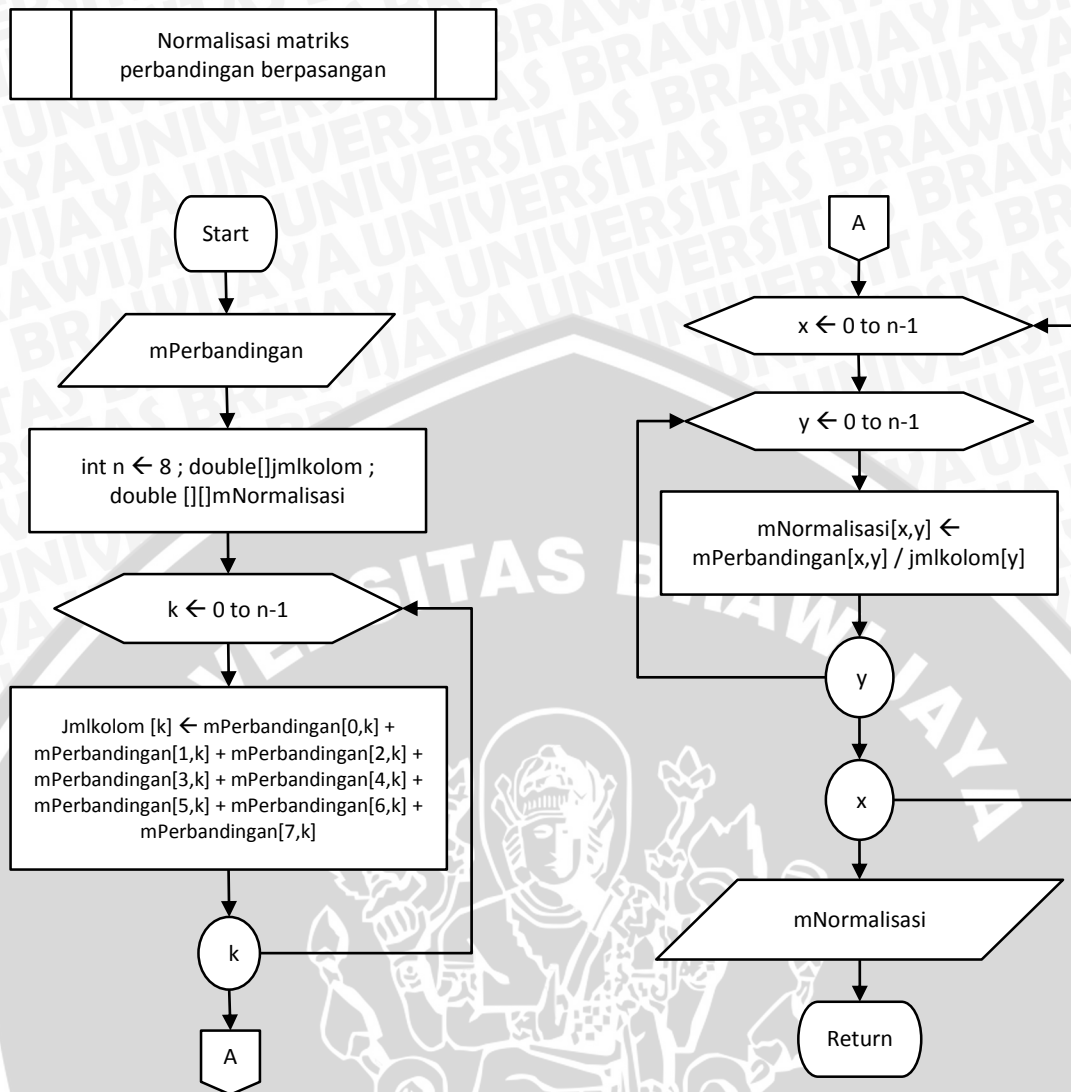 Normalisasi matriks
perbandingan berpasangan
Start
mPerbandingan
int n ← 8 ; double[]jmlkolom ;
double [][]mNormalisasi
k ← 0 to n-1
Jmlkolom [k] ← mPerbandingan[0,k] +
mPerbandingan[1,k] + mPerbandingan[2,k] +
mPerbandingan[3,k] + mPerbandingan[4,k] +
mPerbandingan[5,k] + mPerbandingan[6,k] +
mPerbandingan[7,k]
k
A
A
x ← 0 to n-1
y ← 0 to n-1
mNormalisasi[x,y] ←
mPerbandingan[x,y] / jmlkolom[y]
y
x
mNormalisasi
Return